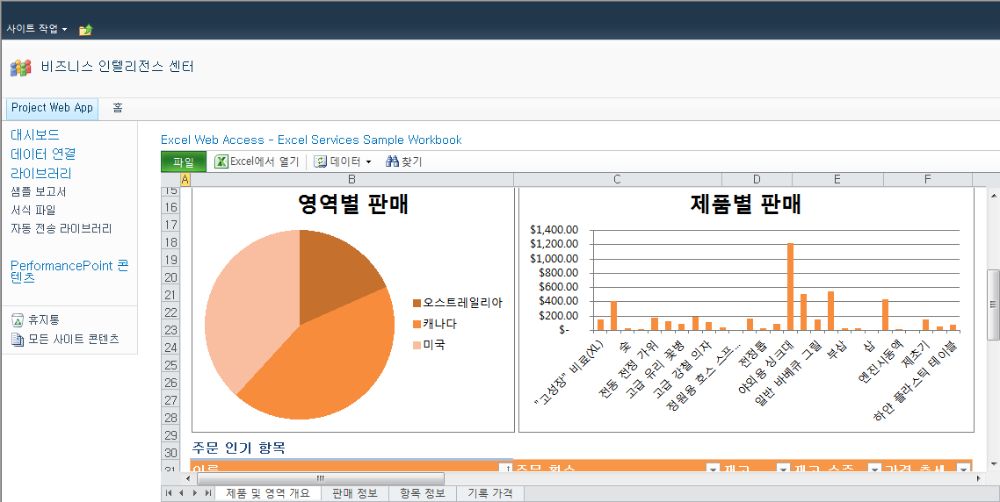 사이트 작업
비즈니스 인텔리전스 센터
Project Web App 홈
대시보드
데이터 연결
라이브러리
샘플 보고서
서식 파일
자동 전송 라이브러리
PerformancePoint 콘
텐츠
휴지통
모든 사이트 콘텐츠
Excel Web Access - Excel Services Sample Workbook
파일 Excel에서 열기 데이터 찾기
A B C D E F
15
16
17
18
19
20
21
22
23
24
25
26
27
28
29
30
31
영역별 판매
오스트레일리아
캐나다
미국
제품별 판매
$1,400.00
$1,200.00
$1,000.00
$800.00
$600.00
$400.00
$200.00
$-
"고성장" 비료(XL)
숯
전동 전정 가위
고급 유리 꽃병
고급 강철 의자
정원용 호스 스프...
전정톱
야외용 싱크대
일반 바베큐 그릴
부삽
삽
엔진시동액
제초기
하얀 플라스틱 테이블
주문 인기 항목
이름 주문 횟수 재고 재고 수준 가격 추세
제품 및 영역 개요 판매 정보 항목 정보 기록 가격